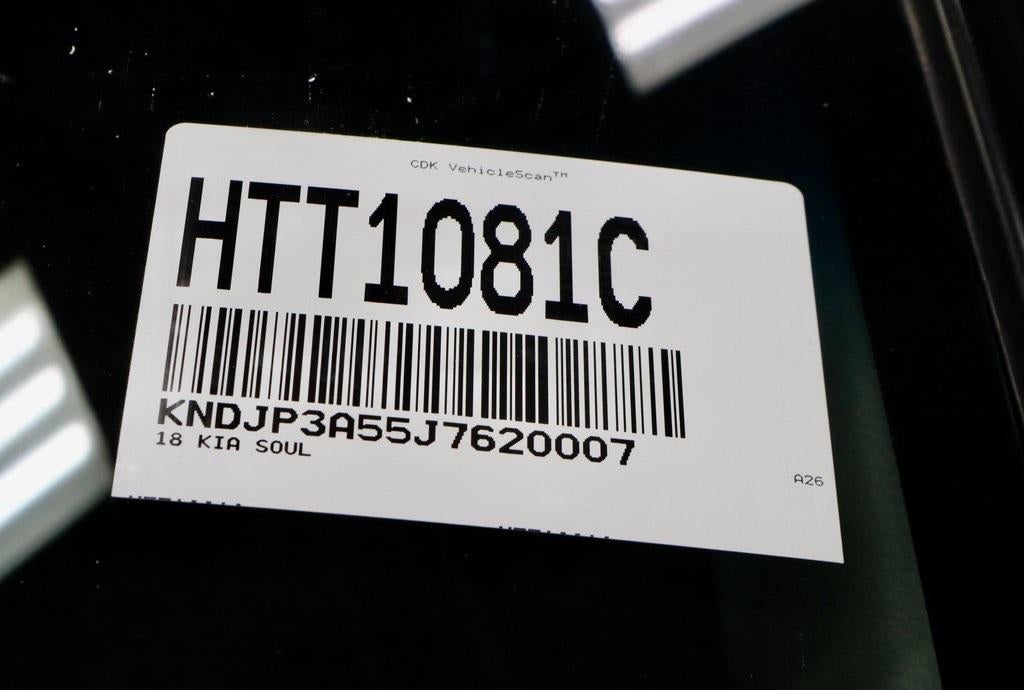 CDK VehicleScan™
HTT1081C
KNDJP3A55J7620007
18 KIA SOUL
A26